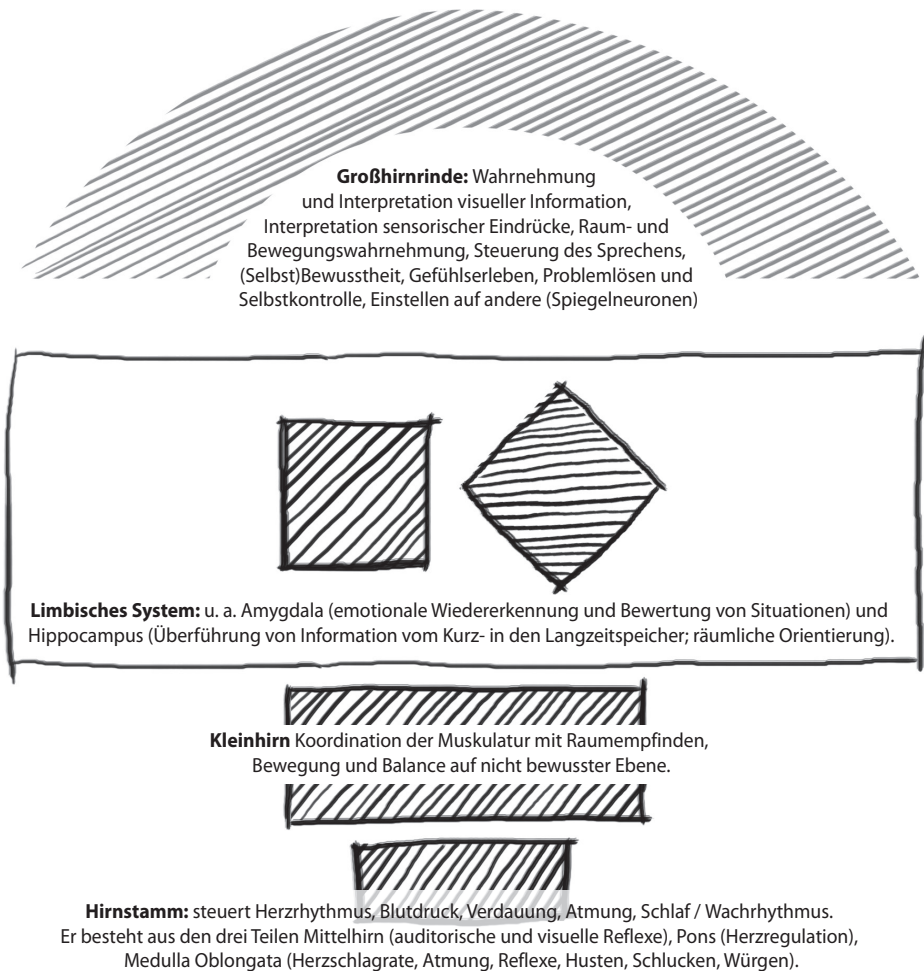 Großhirnrinde: Wahrnehmung
und Interpretation visueller Information,
Interpretation sensorischer Eindrücke, Raum- und
Bewegungswahrnehmung, Steuerung des Sprechens,
(Selbst)Bewusstheit, Gefühlserleben, Problemlösen und
Selbstkontrolle, Einstellen auf andere (Spiegelneuronen)
Limbisches System: u. a. Amygdala (emotionale Wiedererkennung und Bewertung von Situationen) und
Hippocampus (Überführung von Information vom Kurz- in den Langzeitspeicher; räumliche Orientierung).
Kleinhirn Koordination der Muskulatur mit Raumempfinden,
Bewegung und Balance auf nicht bewusster Ebene.
Hirnstamm: steuert Herzrhythmus, Blutdruck, Verdauung, Atmung, Schlaf / Wachrhythmus.
Er besteht aus den drei Teilen Mittelhirn (auditorische und visuelle Reflexe), Pons (Herzregulation),
Medulla Oblongata (Herzschlagrate, Atmung, Reflexe, Husten, Schlucken, Würgen).